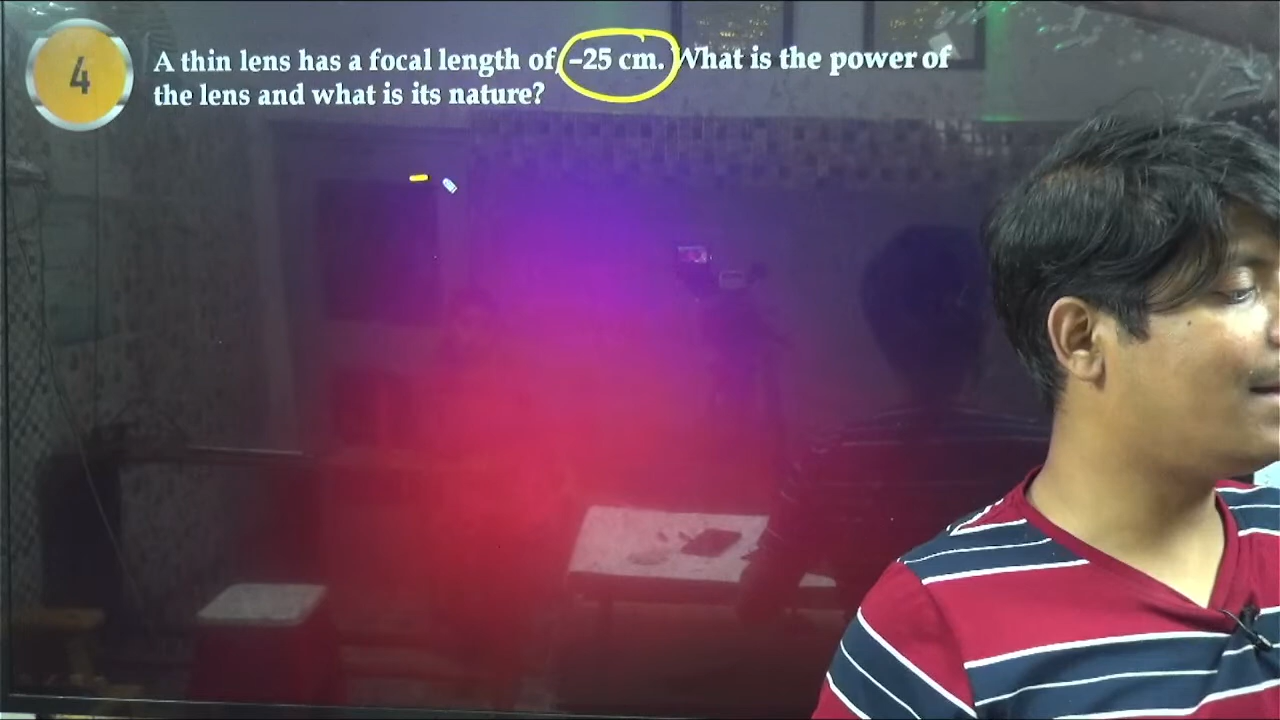 4
A thin lens has a focal length of –25 cm. What is the power of
the lens and what is its nature?